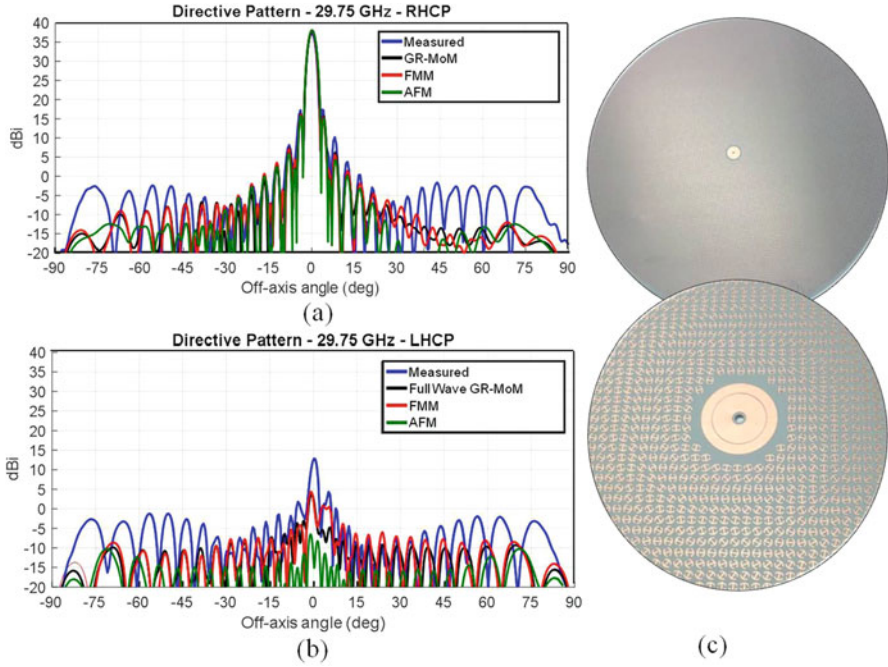 Directive Pattern - 29.75 GHz - RHCP
40
35
30
25
20
15
10
5
0
-5
-10
-15
-20
dBi
Measured
GR-MoM
FMM
AFM
-90 -75 -60 -45 -30 -15 0 15 30 45 60 75 90
Off-axis angle (deg)
(a)
Directive Pattern - 29.75 GHz - LHCP
40
35
30
25
20
15
10
5
0
-5
-10
-15
-20
dBi
Measured
Full Wave GR-MoM
FMM
AFM
-90 -75 -60 -45 -30 -15 0 15 30 45 60 75 90
Off-axis angle (deg)
(b)
(c)